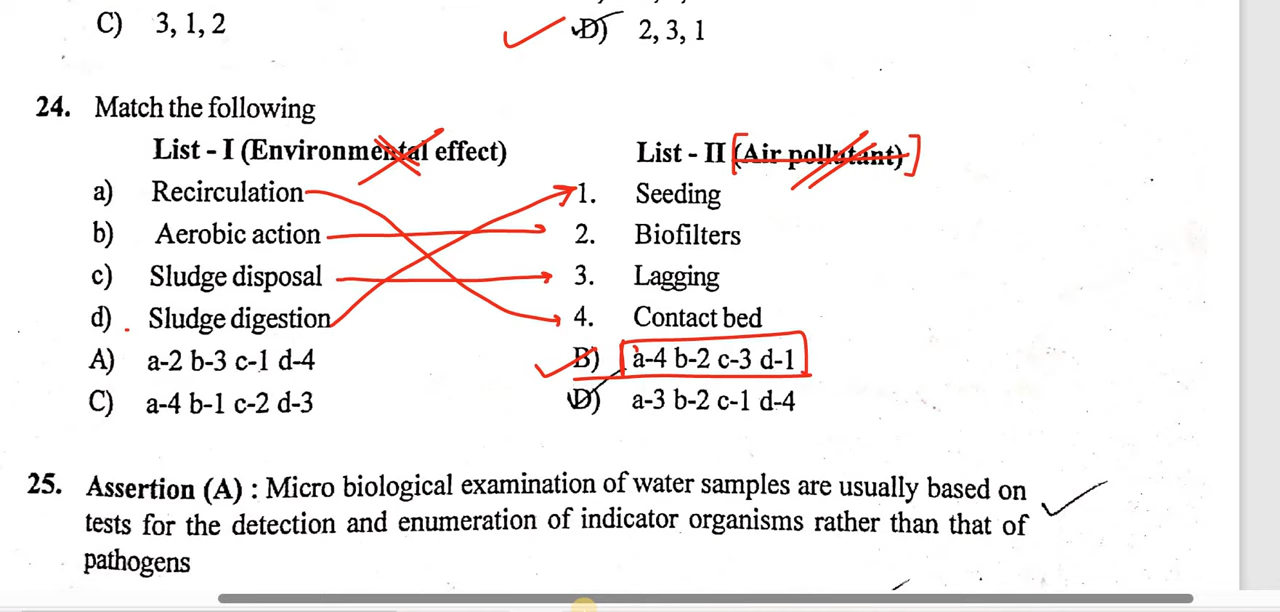 C) 3, 1, 2
D) 2, 3, 1
24. Match the following
List - I (Environmental effect) List - II (Air pollutant)
a) Recirculation 1. Seeding
b) Aerobic action 2. Biofilters
c) Sludge disposal 3. Lagging
d) Sludge digestion 4. Contact bed
A) a-2 b-3 c-1 d-4 B) a-4 b-2 c-3 d-1
C) a-4 b-1 c-2 d-3 D) a-3 b-2 c-1 d-4
25. Assertion (A) : Micro biological examination of water samples are usually based on
tests for the detection and enumeration of indicator organisms rather than that of
pathogens